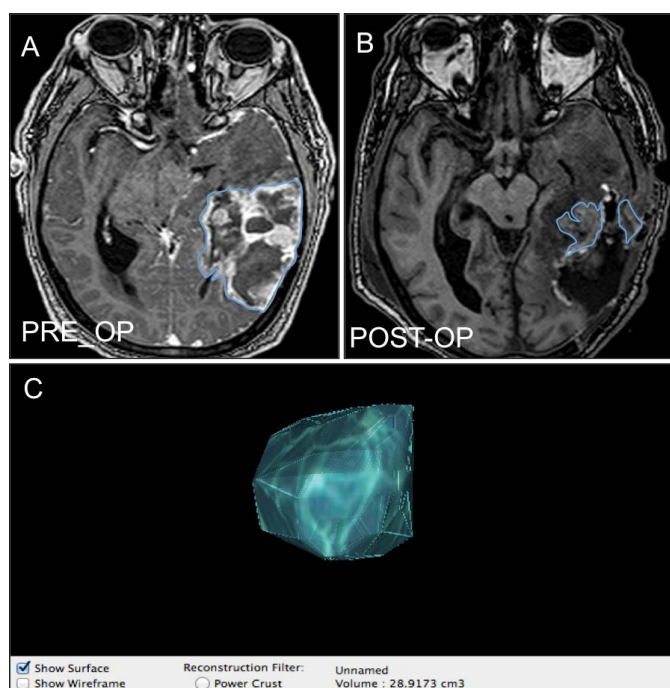 A
B
PRE_OP
POST-OP
C
Show Surface
Reconstruction Filter:
Unnamed
Show Wireframe
Power Crust
Volume : 28.9173 cm3